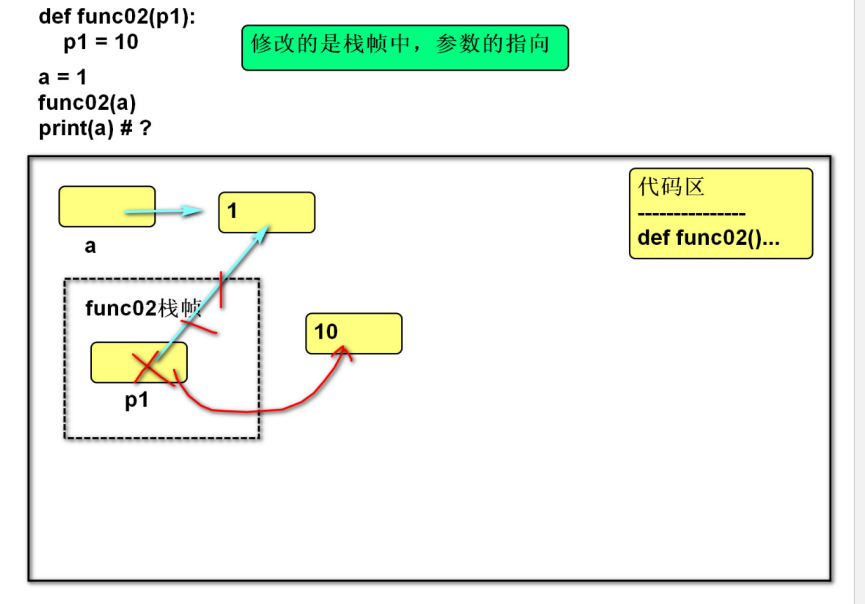 def func02(p1):
    p1 = 10
修改的是栈帧中，参数的指向
a = 1
func02(a)
print(a) # ?
代码区
---------------
def func02()...
1
a
func02栈帧
10
p1